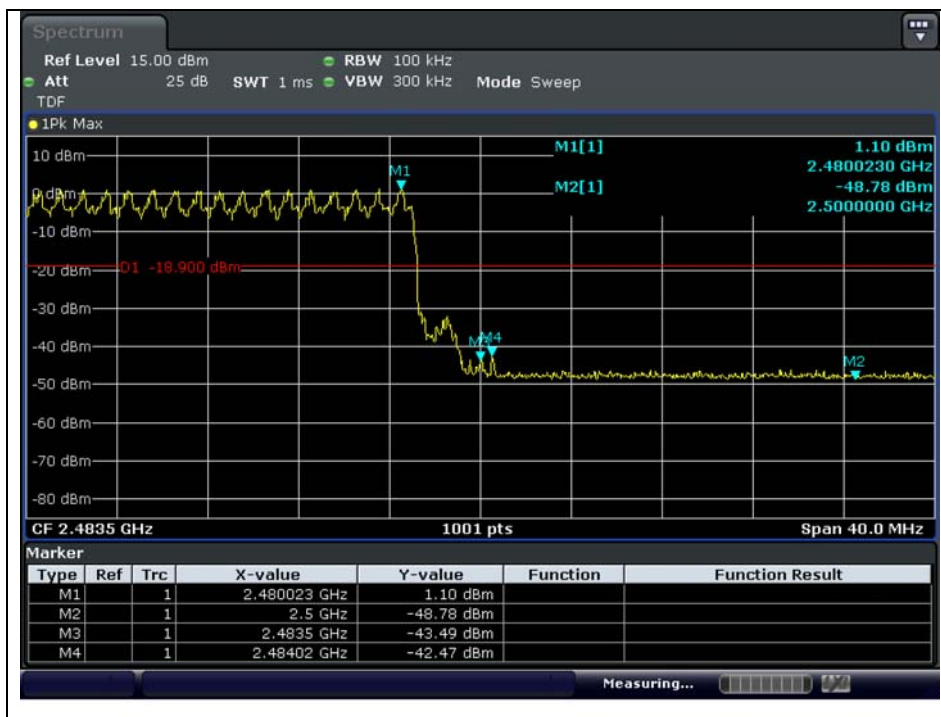 Spectrum
Ref Level 15.00 dBm RBW 100 kHz
Att 25 dB SWT 1 ms VBW 300 kHz Mode Sweep
TDF
1Pk Max
M1[1] 1.10 dBm
2.4800230 GHz
M2[1] -48.78 dBm
2.5000000 GHz
10 dBm
0 dBm
-10 dBm
-20 dBm
-30 dBm
-40 dBm
-50 dBm
-60 dBm
-70 dBm
-80 dBm
M1
D1 -18.900 dBm
M4
M2
CF 2.4835 GHz 1001 pts Span 40.0 MHz
Marker
Type Ref Trc X-value Y-value Function Function Result
M1 1 2.480023 GHz 1.10 dBm
M2 1 2.5 GHz -48.78 dBm
M3 1 2.4835 GHz -43.49 dBm
M4 1 2.48402 GHz -42.47 dBm
Measuring...